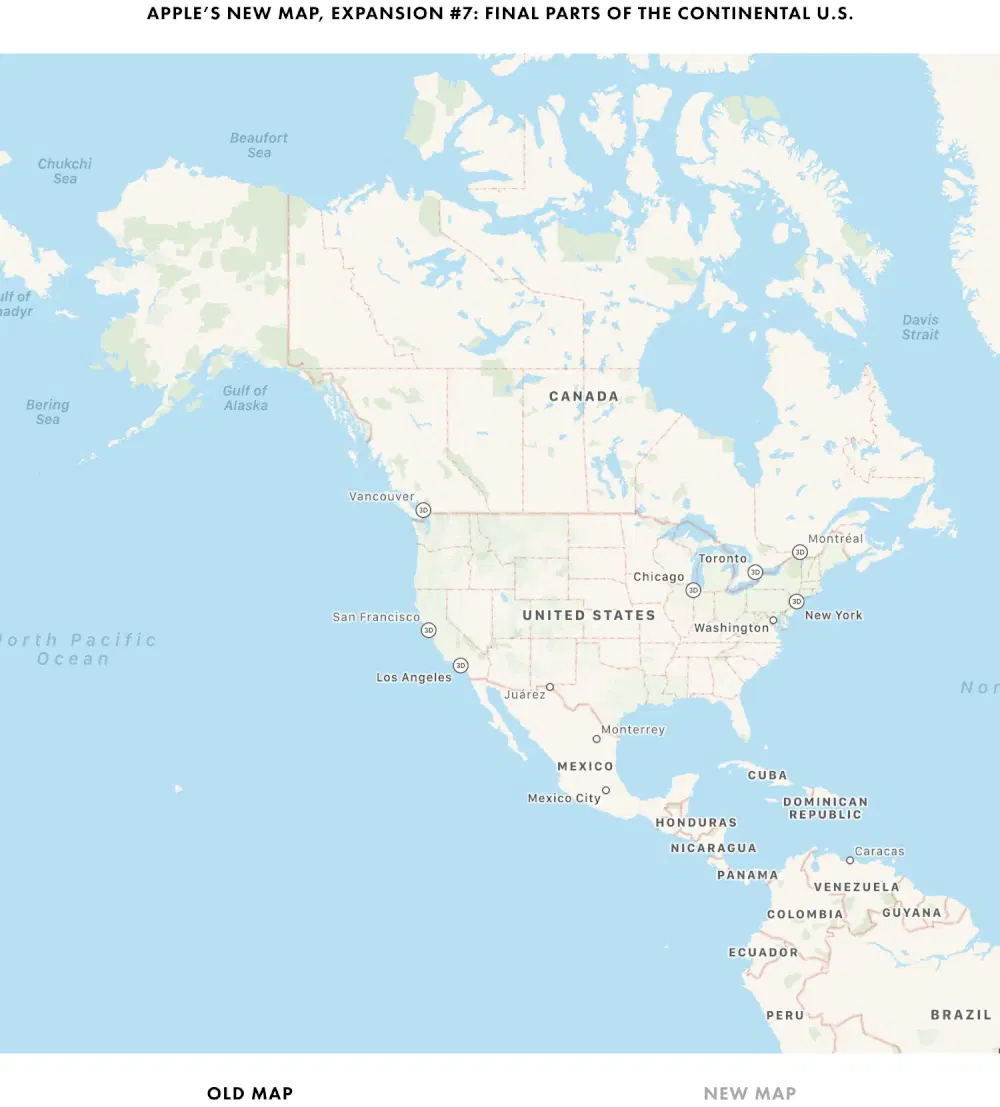 APPLE’S NEW MAP, EXPANSION #7: FINAL PARTS OF THE CONTINENTAL U.S.
Beaufort
Sea
Chukchi
Sea
ulf of
adyr
Davis
Strait
Bering
Sea
Gulf of
Alaska
CANADA
Vancouver
3D
Montréal
3D
Toronto
3D
Chicago
3D
3D
New York
UNITED STATES
Washington
San Francisco
3D
orth Pacific
Ocean
Los Angeles
3D
Juárez
Nor
Monterrey
MEXICO
CUBA
Mexico City
DOMINICAN
REPUBLIC
HONDURAS
NICARAGUA
Caracas
PANAMA
VENEZUELA
COLOMBIA
GUYANA
ECUADOR
PERU
BRAZIL
OLD MAP
NEW MAP